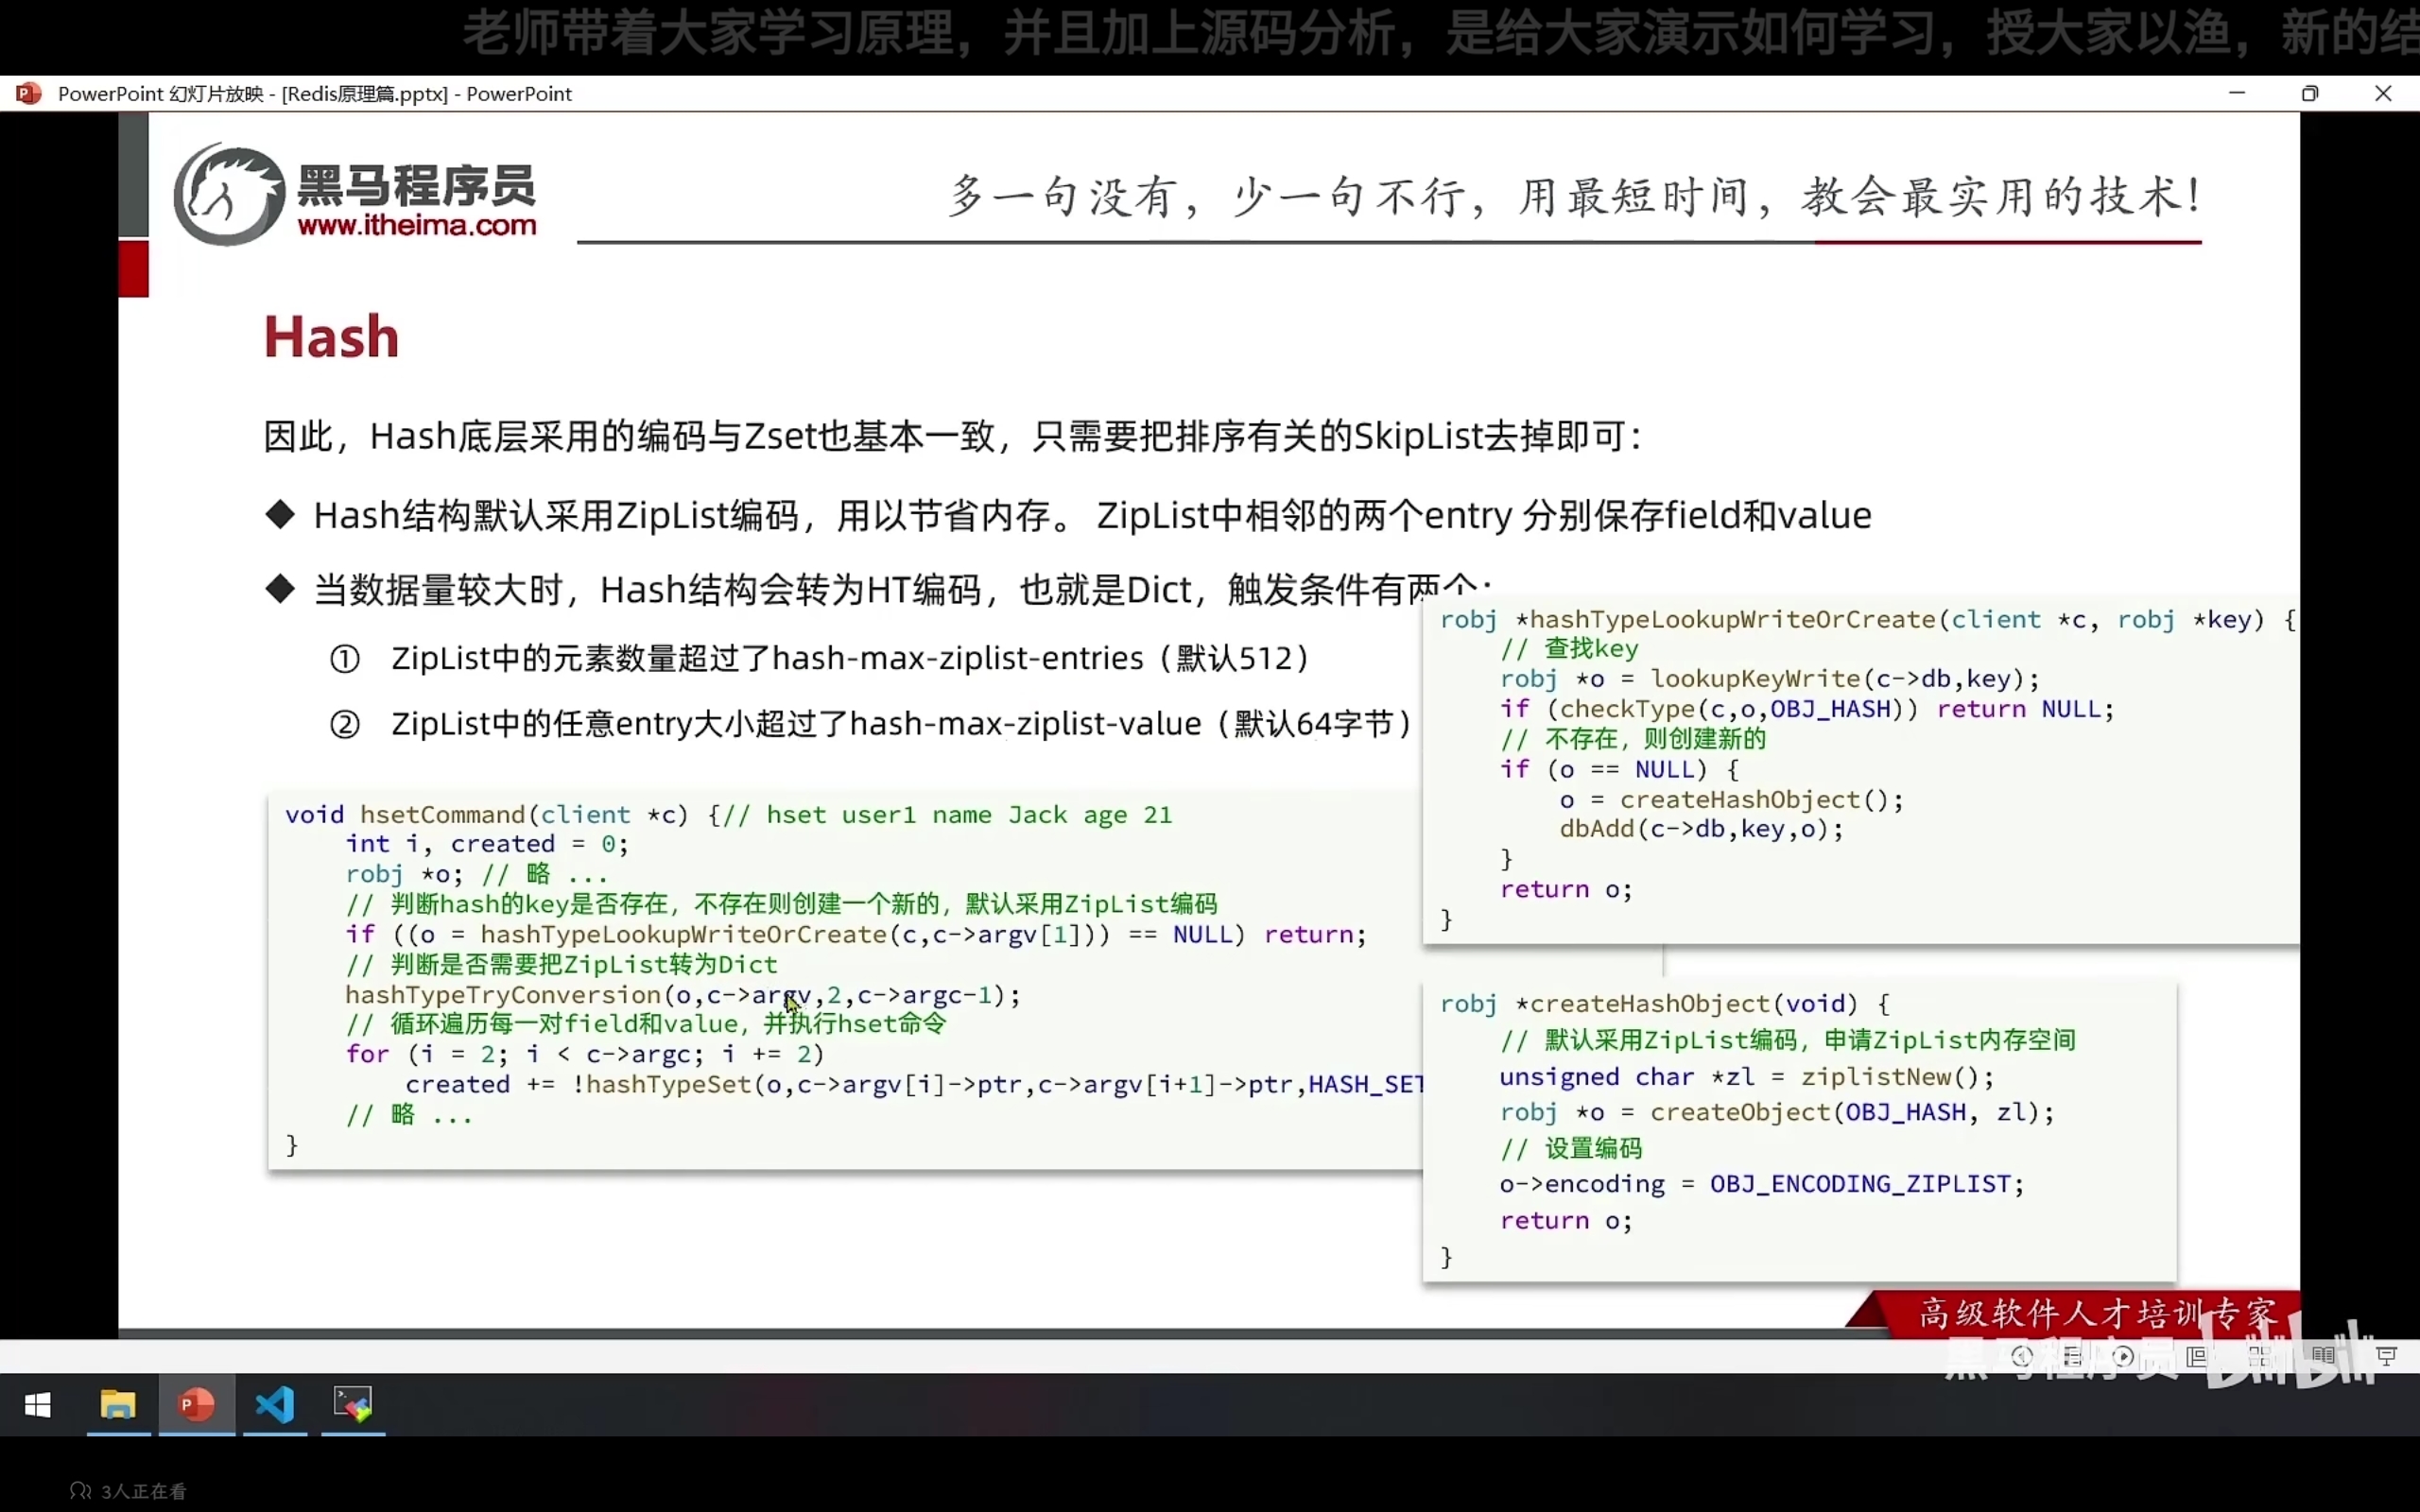 老师带着大家学习原理，并且加上源码分析，是给大家演示如何学习，授大家以渔，新的结
PowerPoint 幻灯片放映 - [Redis原理篇.pptx] - PowerPoint
黑马程序员
www.itheima.com
多一句没有，少一句不行，用最短时间，教会最实用的技术！
Hash
因此，Hash底层采用的编码与Zset也基本一致，只需要把排序有关的SkipList去掉即可：
◆ Hash结构默认采用ZipList编码，用以节省内存。 ZipList中相邻的两个entry 分别保存field和value
◆ 当数据量较大时，Hash结构会转为HT编码，也就是Dict，触发条件有两个：
① ZipList中的元素数量超过了hash-max-ziplist-entries（默认512）
② ZipList中的任意entry大小超过了hash-max-ziplist-value（默认64字节）
void hsetCommand(client *c) {// hset user1 name Jack age 21
    int i, created = 0;
    robj *o; // 略 ...
    // 判断hash的key是否存在，不存在则创建一个新的，默认采用ZipList编码
    if ((o = hashTypeLookupWriteOrCreate(c,c->argv[1])) == NULL) return;
    // 判断是否需要把ZipList转为Dict
    hashTypeTryConversion(o,c->argv,2,c->argc-1);
    // 循环遍历每一对field和value，并执行hset命令
    for (i = 2; i < c->argc; i += 2)
        created += !hashTypeSet(o,c->argv[i]->ptr,c->argv[i+1]->ptr,HASH_SET
    // 略 ...
}
robj *hashTypeLookupWriteOrCreate(client *c, robj *key) {
    // 查找key
    robj *o = lookupKeyWrite(c->db,key);
    if (checkType(c,o,OBJ_HASH)) return NULL;
    // 不存在，则创建新的
    if (o == NULL) {
        o = createHashObject();
        dbAdd(c->db,key,o);
    }
    return o;
}
robj *createHashObject(void) {
    // 默认采用ZipList编码，申请ZipList内存空间
    unsigned char *zl = ziplistNew();
    robj *o = createObject(OBJ_HASH, zl);
    // 设置编码
    o->encoding = OBJ_ENCODING_ZIPLIST;
    return o;
}
高级软件人才培训专家
黑马程序员 bilibili
3人正在看